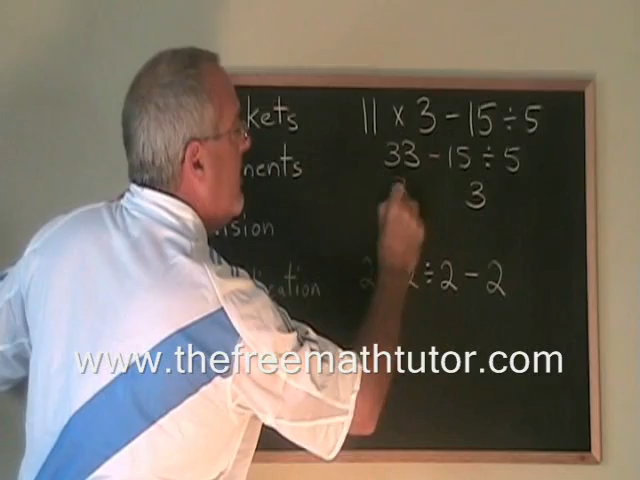 kets 11 × 3 - 15 ÷ 5
nents 33 - 15 ÷ 5
3
ision
ication 2 ÷ 2 - 2
www.thefreemathtutor.com